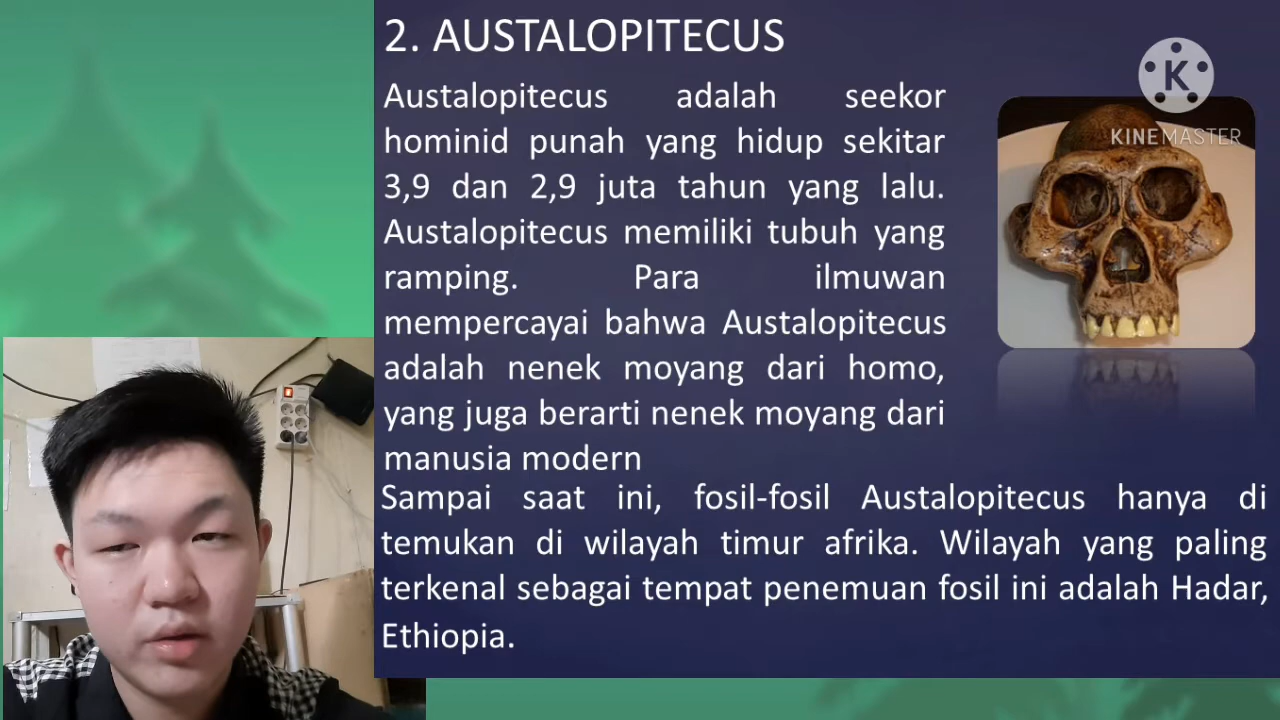 2. AUSTALOPITECUS
Austalopitecus adalah seekor
hominid punah yang hidup sekitar
3,9 dan 2,9 juta tahun yang lalu.
Austalopitecus memiliki tubuh yang
ramping. Para ilmuwan
mempercayai bahwa Austalopitecus
adalah nenek moyang dari homo,
yang juga berarti nenek moyang dari
manusia modern
Sampai saat ini, fosil-fosil Austalopitecus hanya di
temukan di wilayah timur afrika. Wilayah yang paling
terkenal sebagai tempat penemuan fosil ini adalah Hadar,
Ethiopia.
K
KINEMASTER